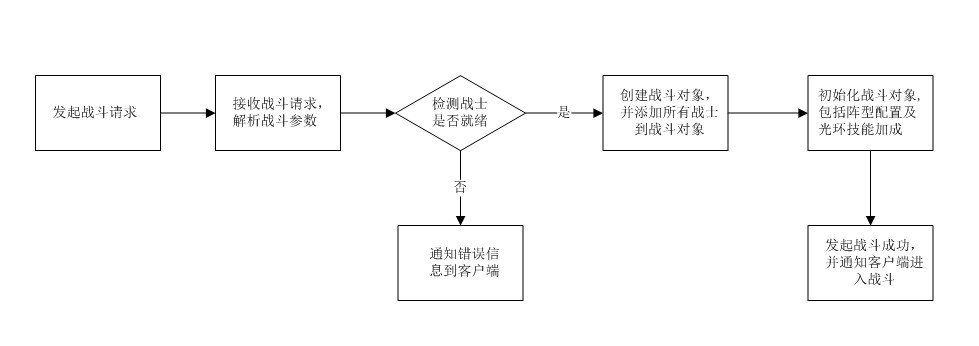 发起战斗请求
接收战斗请求，
解析战斗参数
检测战士
是否就绪
是
创建战斗对象，
并添加所有战士
到战斗对象
初始化战斗对象，
包括阵型配置及
光环技能加成
否
通知错误信
息到客户端
发起战斗成功，
并通知客户端进
入战斗